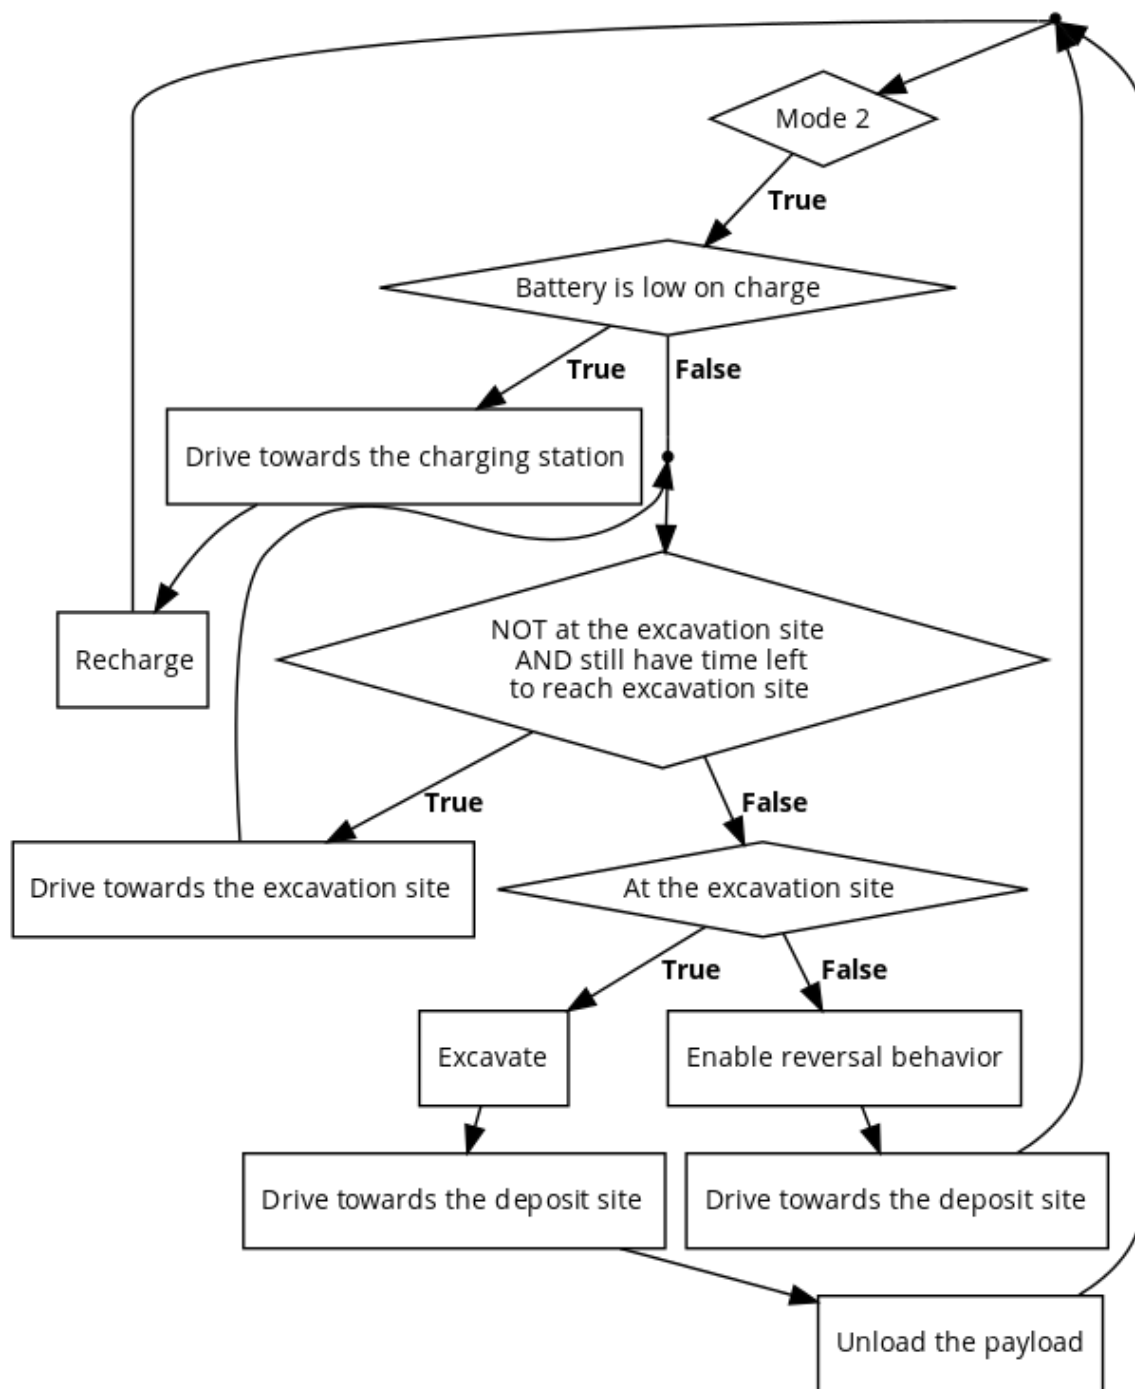 Mode 2
True
Battery is low on charge
True
False
Drive towards the charging station
NOT at the excavation site
AND still have time left
to reach excavation site
Recharge
True
False
Drive towards the excavation site
At the excavation site
True
False
Excavate
Enable reversal behavior
Drive towards the deposit site
Drive towards the deposit site
Unload the payload